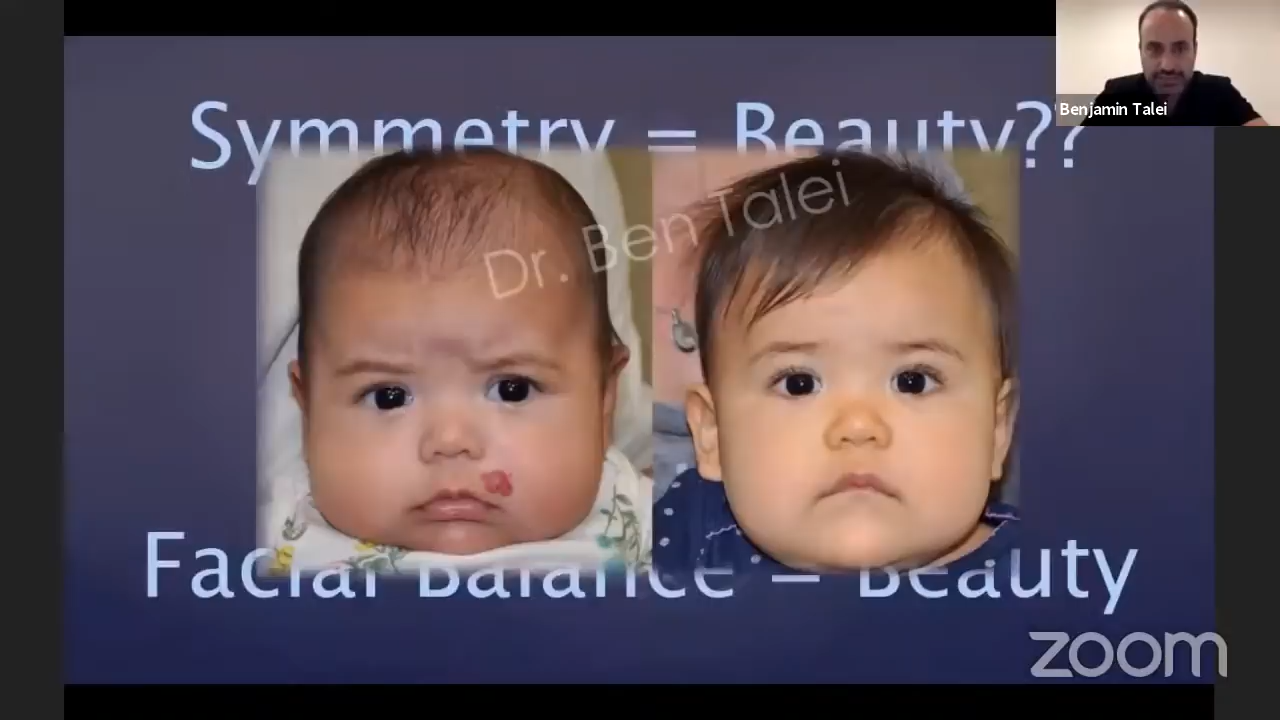 Benjamin Talei
Symmetry = Beauty??
Dr. Ben Talei
Facial Balance = Beauty
zoom